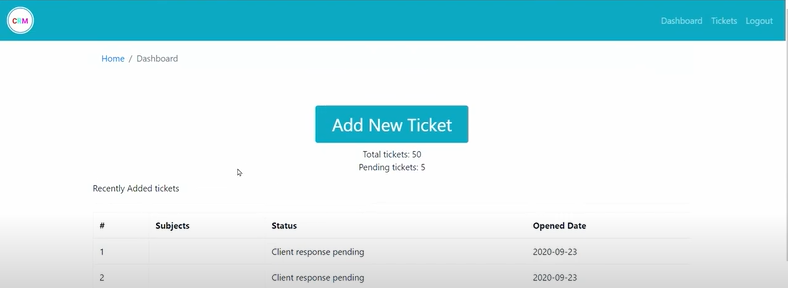 CRM
Dashboard Tickets Logout
Home / Dashboard
Add New Ticket
Total tickets: 50
Pending tickets: 5
Recently Added tickets
# Subjects Status Opened Date
1 Client response pending 2020-09-23
2 Client response pending 2020-09-23